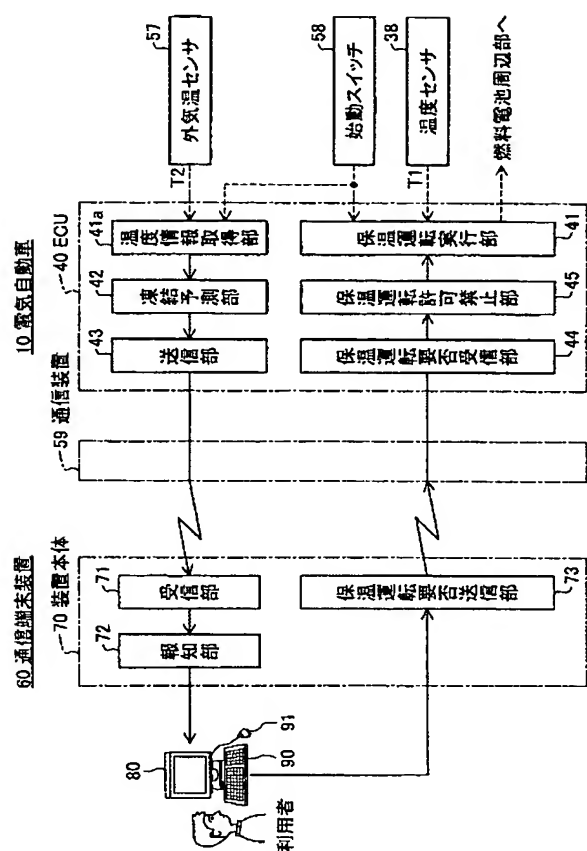 60 通信端末装置
70 装置本体
71
受信部
72
報知部
80
91
90
利用者
保温運転要否送信部
73
59 通信装置
10 電気自動車
40 ECU
41a
温度情報取得部
42
凍結予測部
43
送信部
T2
57
外気温センサ
58
始動スイッチ
38
温度センサ
T1
保温運転実行部
41
保温運転許可禁止部
45
保温運転要否受信部
44
燃料電池周辺部へ